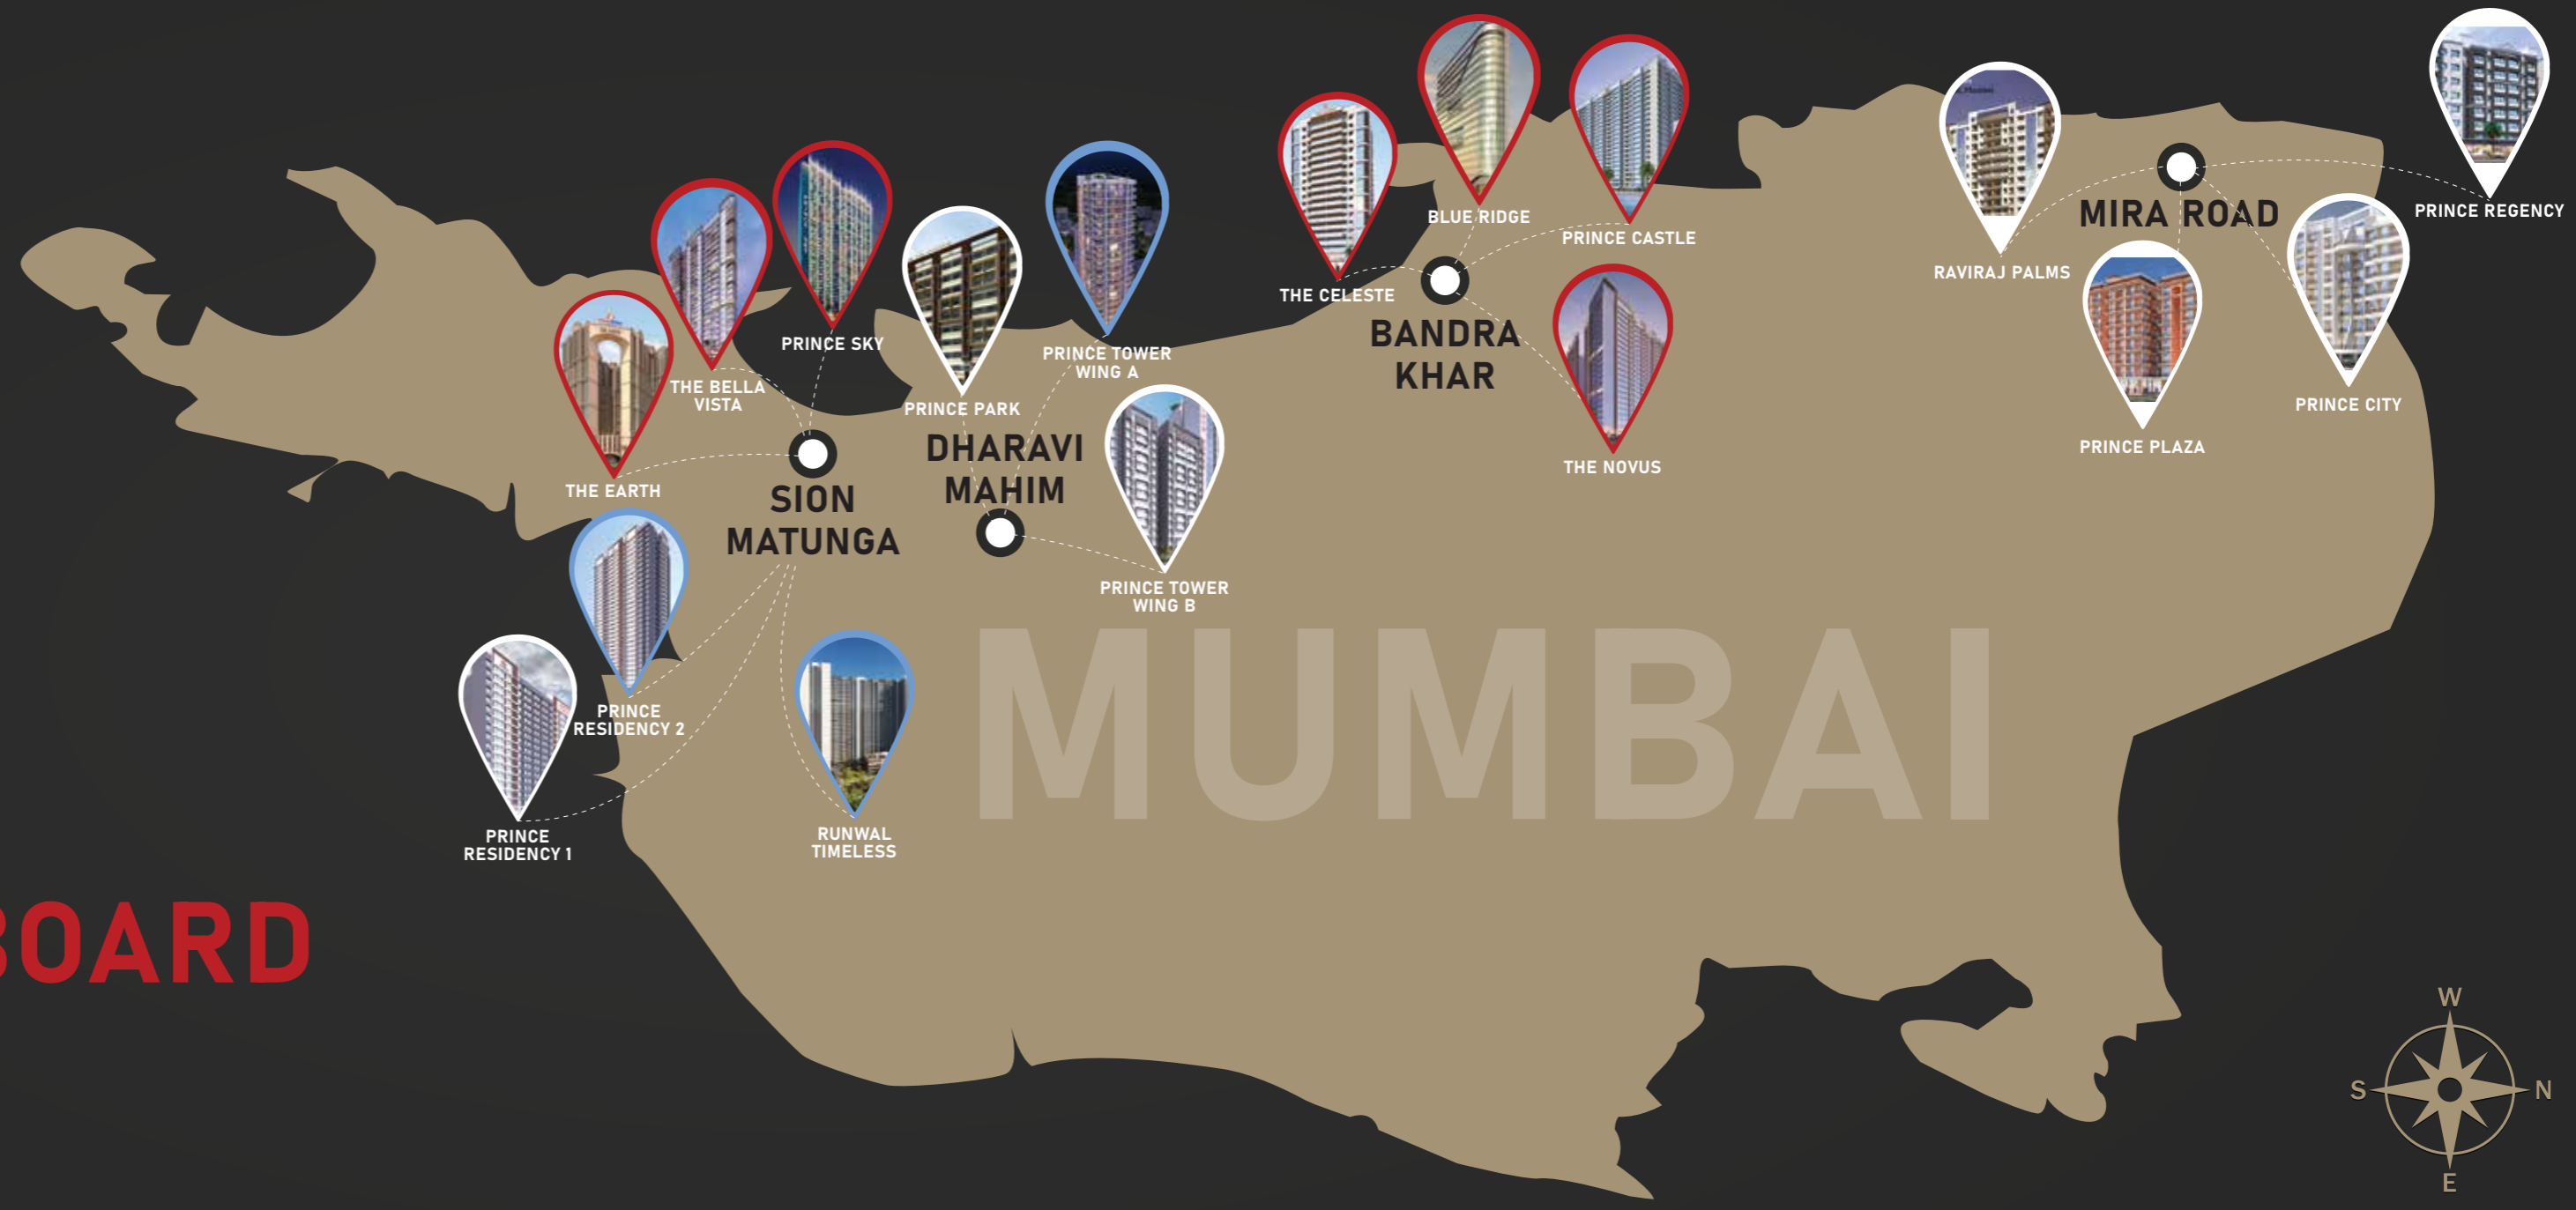 BLUE RIDGE
PRINCE CASTLE
THE CELESTE
BANDRA
KHAR
THE NOVUS
MIRA ROAD
PRINCE REGENCY
RAVIRAJ PALMS
PRINCE CITY
PRINCE PLAZA
PRINCE SKY
THE BELLA
VISTA
THE EARTH
SION
MATUNGA
PRINCE PARK
PRINCE TOWER
WING A
DHARAVI
MAHIM
PRINCE TOWER
WING B
PRINCE
RESIDENCY 2
PRINCE
RESIDENCY 1
RUNWAL
TIMELESS
MUMBAI
BOARD
W
S
N
E